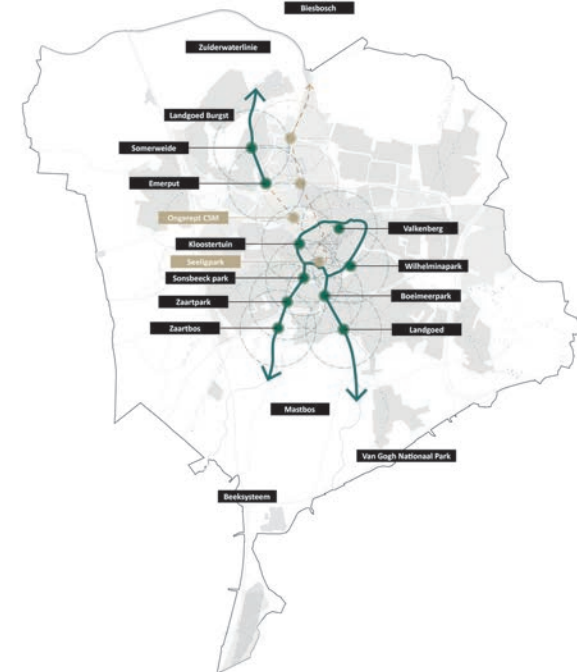 Biesbosch
Zuiderwaterlinie
Landgoed Burgst
Somerweide
Emerput
Ongerept CSM
Valkenberg
Kloostertuin
Seeligpark
Wilhelminapark
Sonsbeeck park
Boeimeerpark
Zaartpark
Zaartbos
Landgoed
Mastbos
Van Gogh Nationaal Park
Beeksysteem